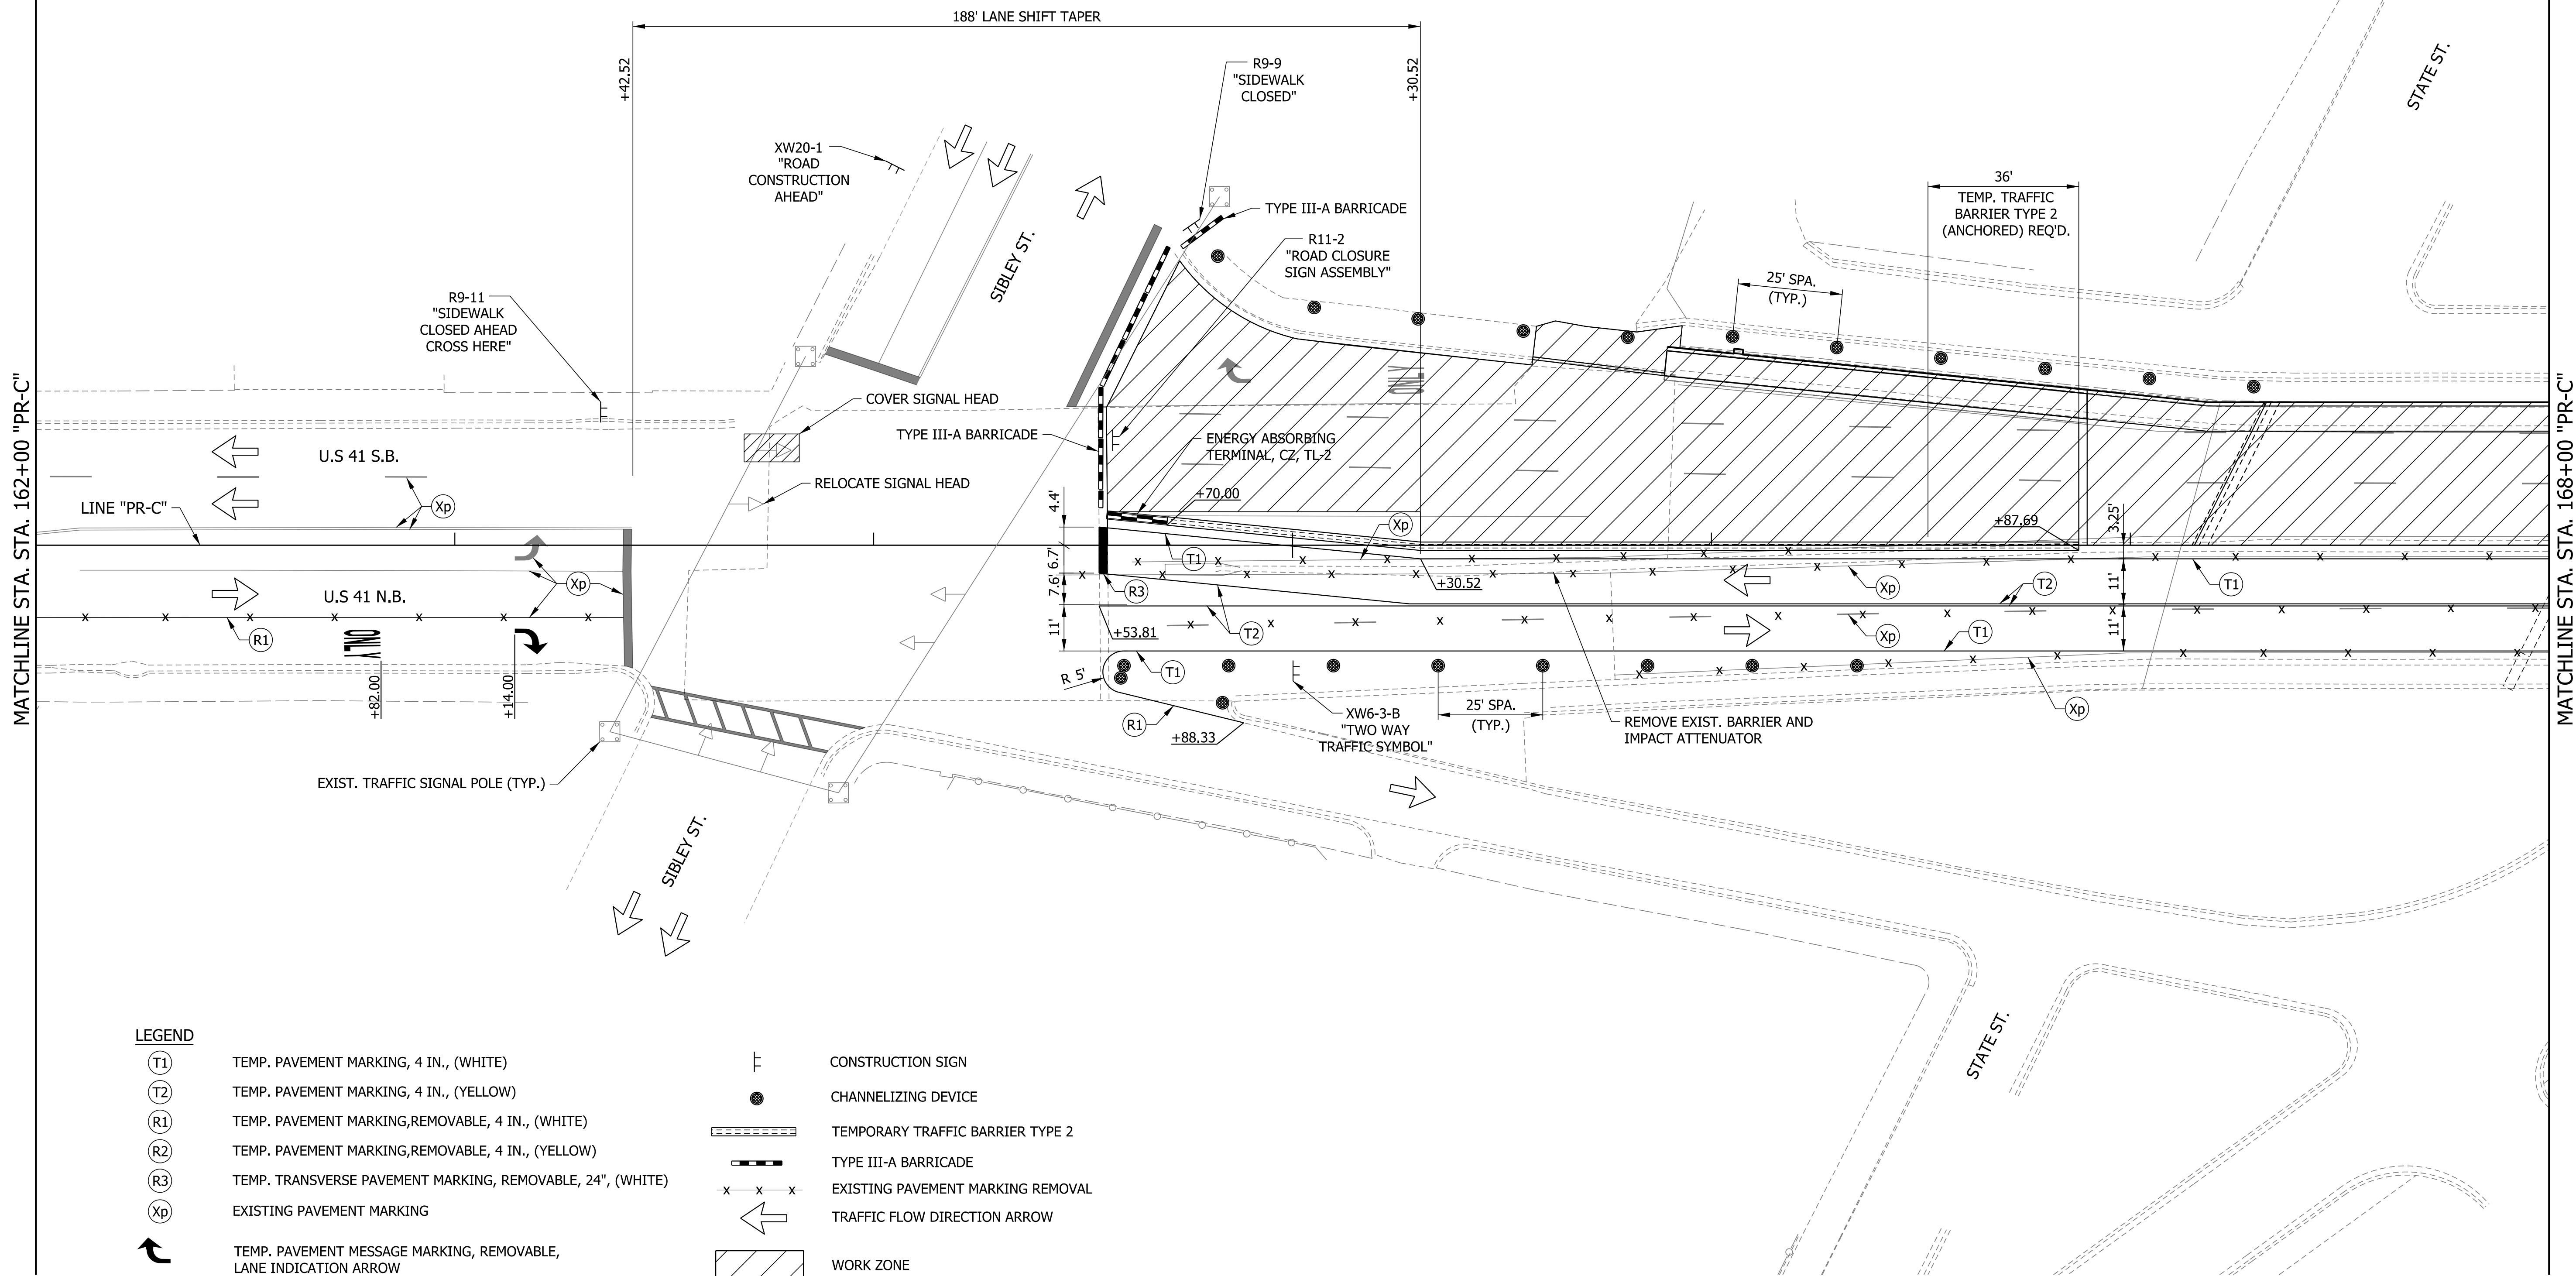 188' LANE SHIFT TAPER
+42.52
+30.52
R9-9
"SIDEWALK
CLOSED"
STATE ST.
XW20-1
"ROAD
CONSTRUCTION
AHEAD"
SIBLEY ST.
TYPE III-A BARRICADE
R11-2
"ROAD CLOSURE
SIGN ASSEMBLY"
36'
TEMP. TRAFFIC
BARRIER TYPE 2
(ANCHORED) REQ'D.
25' SPA.
(TYP.)
R9-11
"SIDEWALK
CLOSED AHEAD
CROSS HERE"
MATCHLINE STA. STA. 162+00 "PR-C"
MATCHLINE STA. STA. 168+00 "PR-C"
COVER SIGNAL HEAD
TYPE III-A BARRICADE
ENERGY ABSORBING
TERMINAL, CZ, TL-2
ONLY
U.S 41 S.B.
RELOCATE SIGNAL HEAD
+70.00
LINE "PR-C"
Xp
4.4'
6.7'
7.6'
11'
Xp
T1
+87.69
3.25'
11'
11'
Xp
U.S 41 N.B.
R3
+30.52
Xp
T2
T1
R1
ONLY
+53.81
T2
Xp
T1
+82.00
+14.00
R 5'
T1
R1
+88.33
XW6-3-B
"TWO WAY
TRAFFIC SYMBOL"
25' SPA.
(TYP.)
REMOVE EXIST. BARRIER AND
IMPACT ATTENUATOR
Xp
EXIST. TRAFFIC SIGNAL POLE (TYP.)
SIBLEY ST.
STATE ST.
LEGEND
T1 TEMP. PAVEMENT MARKING, 4 IN., (WHITE)
T2 TEMP. PAVEMENT MARKING, 4 IN., (YELLOW)
R1 TEMP. PAVEMENT MARKING,REMOVABLE, 4 IN., (WHITE)
R2 TEMP. PAVEMENT MARKING,REMOVABLE, 4 IN., (YELLOW)
R3 TEMP. TRANSVERSE PAVEMENT MARKING, REMOVABLE, 24", (WHITE)
Xp EXISTING PAVEMENT MARKING
TEMP. PAVEMENT MESSAGE MARKING, REMOVABLE,
LANE INDICATION ARROW
CONSTRUCTION SIGN
CHANNELIZING DEVICE
TEMPORARY TRAFFIC BARRIER TYPE 2
TYPE III-A BARRICADE
x x x EXISTING PAVEMENT MARKING REMOVAL
TRAFFIC FLOW DIRECTION ARROW
WORK ZONE